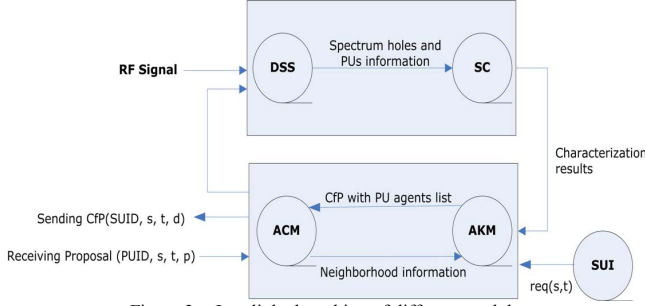 Spectrum holes and
PUs information
RF Signal
DSS
SC
Characterization
results
CfP with PU agents list
Sending CfP(SUID, s, t, d)
ACM
AKM
Receiving Proposal (PUID, s, t, p)
Neighborhood information
SUI
req(s,t)